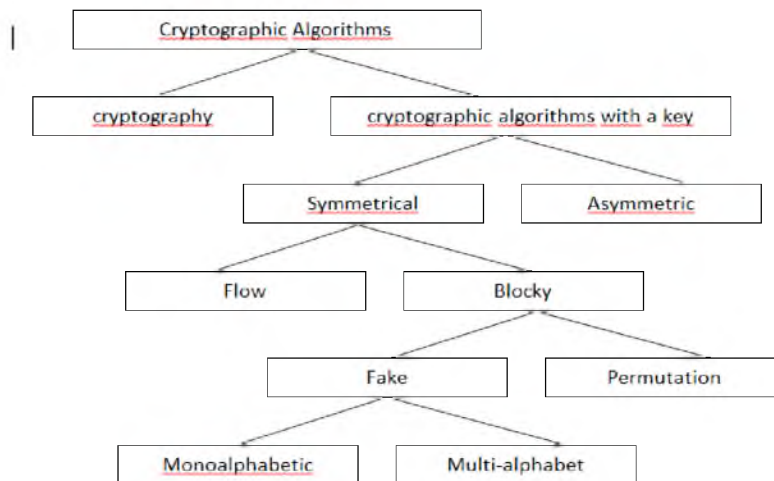 Cryptographic Algorithms
cryptography
cryptographic algorithms with a key
Symmetrical
Asymmetric
Flow
Blocky
Fake
Permutation
Monoalphabetic
Multi-alphabet